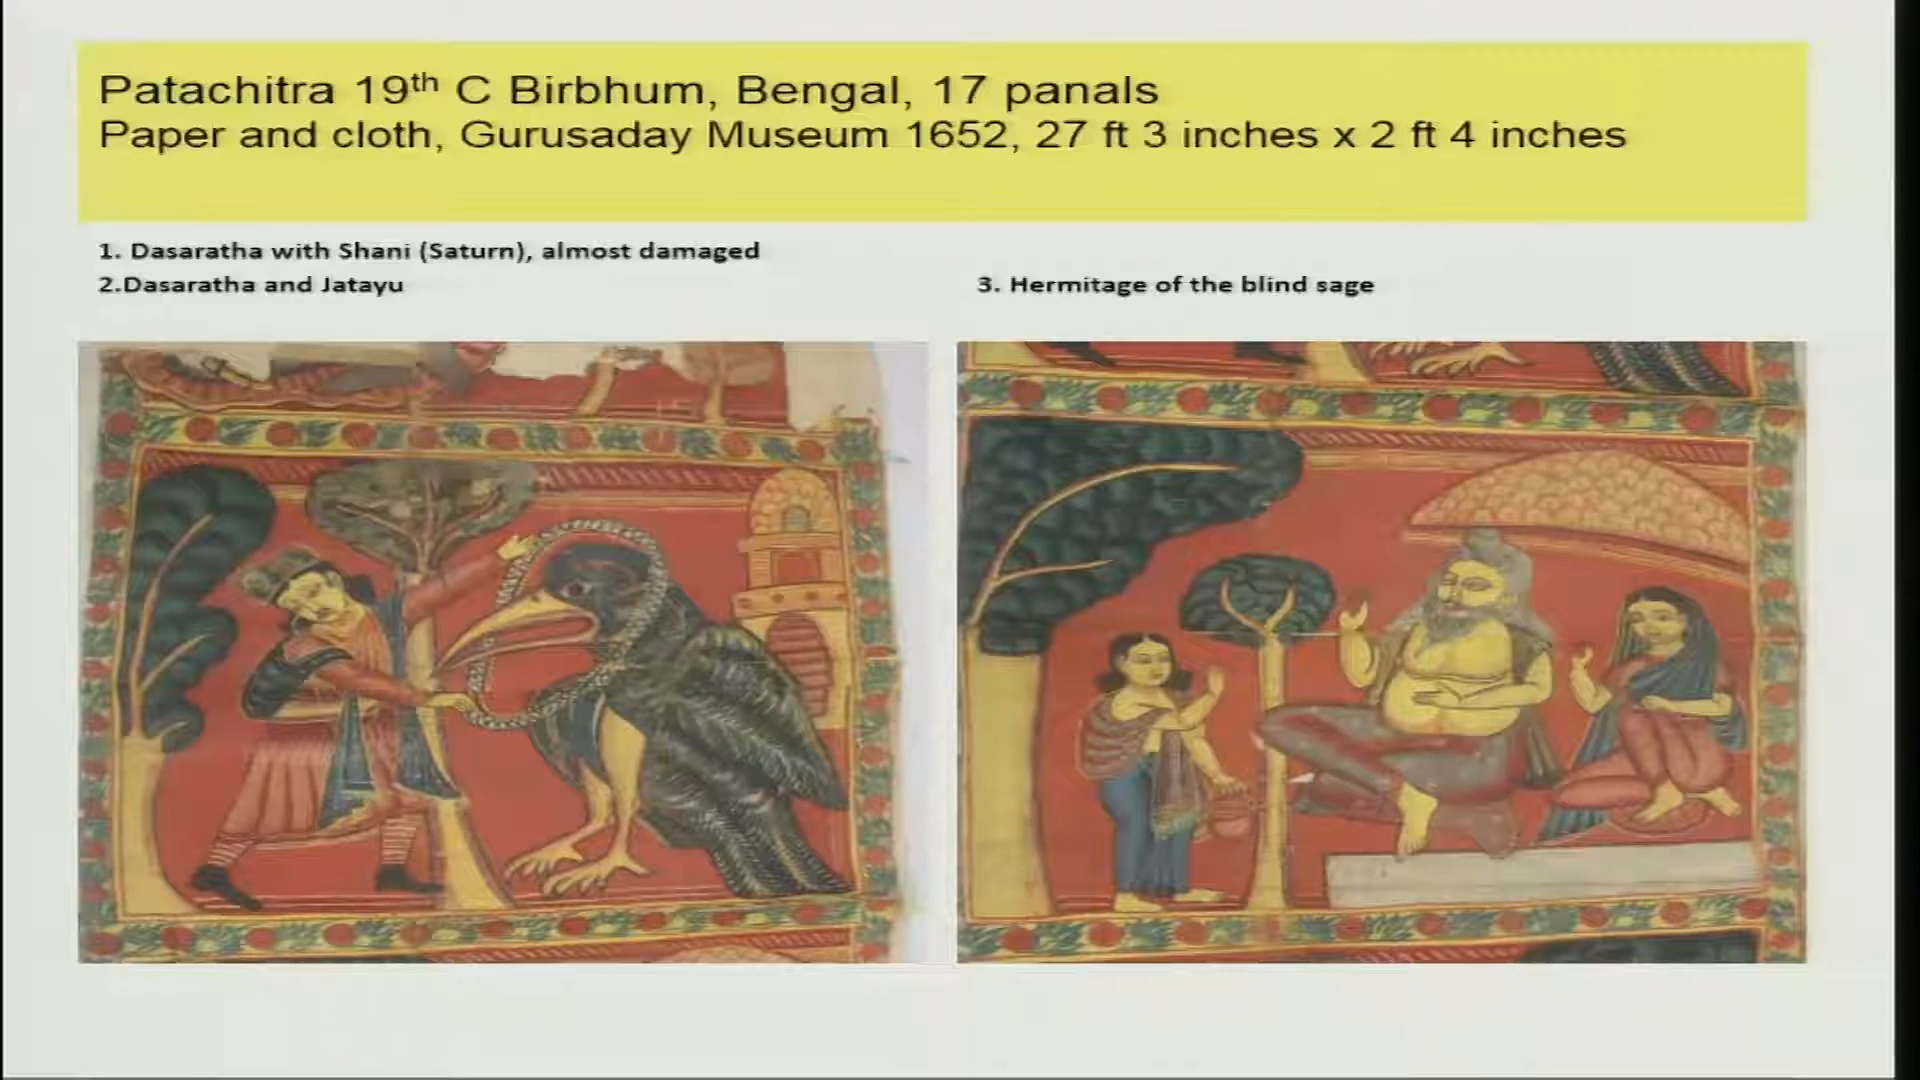 Patachitra 19th C Birbhum, Bengal, 17 panals
Paper and cloth, Gurusaday Museum 1652, 27 ft 3 inches x 2 ft 4 inches
1. Dasaratha with Shani (Saturn), almost damaged
2.Dasaratha and Jatayu
3. Hermitage of the blind sage